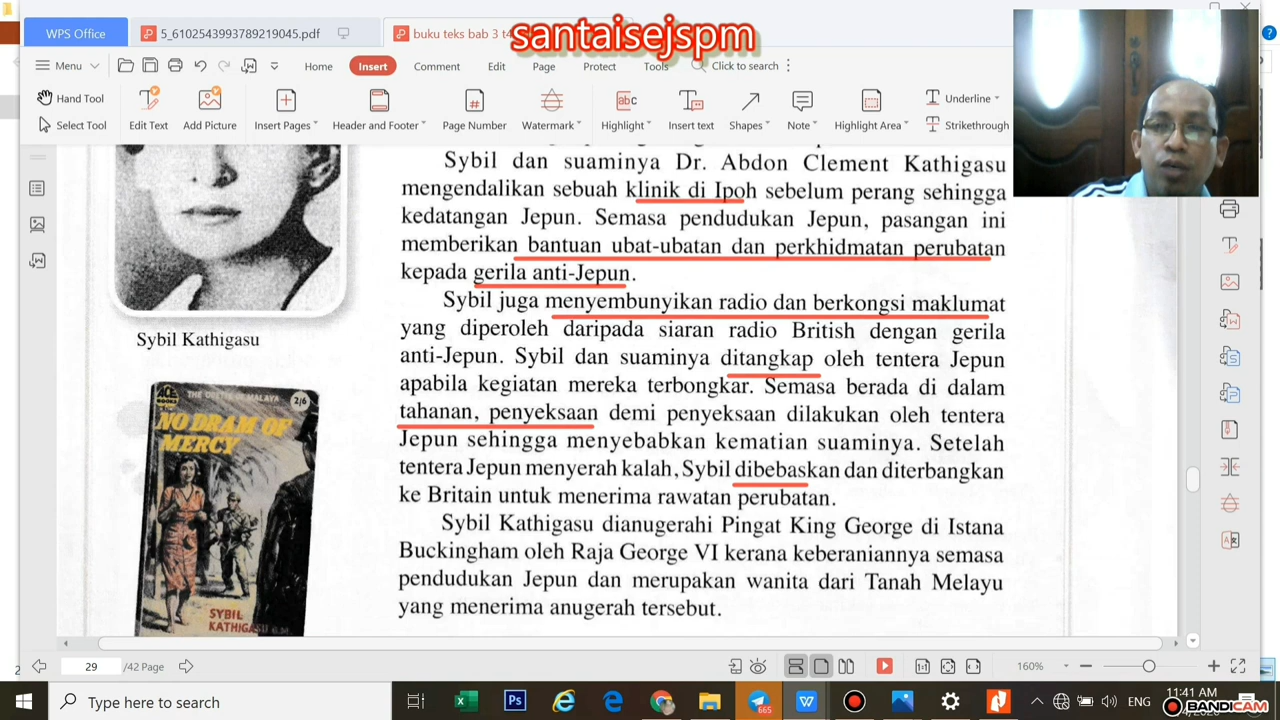 santaisejspm
WPS Office
5_6102543993789219045.pdf
buku teks bab 3 t4
Menu
Home
Insert
Comment
Edit
Page
Protect
Tools
Click to search
Hand Tool
Select Tool
Edit Text
Add Picture
Insert Pages
Header and Footer
Page Number
Watermark
Highlight
Insert text
Shapes
Note
Highlight Area
Underline
Strikethrough
Sybil dan suaminya Dr. Abdon Clement Kathigasu
mengendalikan sebuah klinik di Ipoh sebelum perang sehingga
kedatangan Jepun. Semasa pendudukan Jepun, pasangan ini
memberikan bantuan ubat-ubatan dan perkhidmatan perubatan
kepada gerila anti-Jepun.
Sybil juga menyembunyikan radio dan berkongsi maklumat
yang diperoleh daripada siaran radio British dengan gerila
anti-Jepun. Sybil dan suaminya ditangkap oleh tentera Jepun
apabila kegiatan mereka terbongkar. Semasa berada di dalam
tahanan, penyeksaan demi penyeksaan dilakukan oleh tentera
Jepun sehingga menyebabkan kematian suaminya. Setelah
tentera Jepun menyerah kalah, Sybil dibebaskan dan diterbangkan
ke Britain untuk menerima rawatan perubatan.
Sybil Kathigasu dianugerahi Pingat King George di Istana
Buckingham oleh Raja George VI kerana keberaniannya semasa
pendudukan Jepun dan merupakan wanita dari Tanah Melayu
yang menerima anugerah tersebut.
Sybil Kathigasu
2/6
NO DRAM OF
MERCY
SYBIL
KATHIGASU
29
/42 Page
160%
Type here to search
665
ENG
11:41 AM
BANDICAM